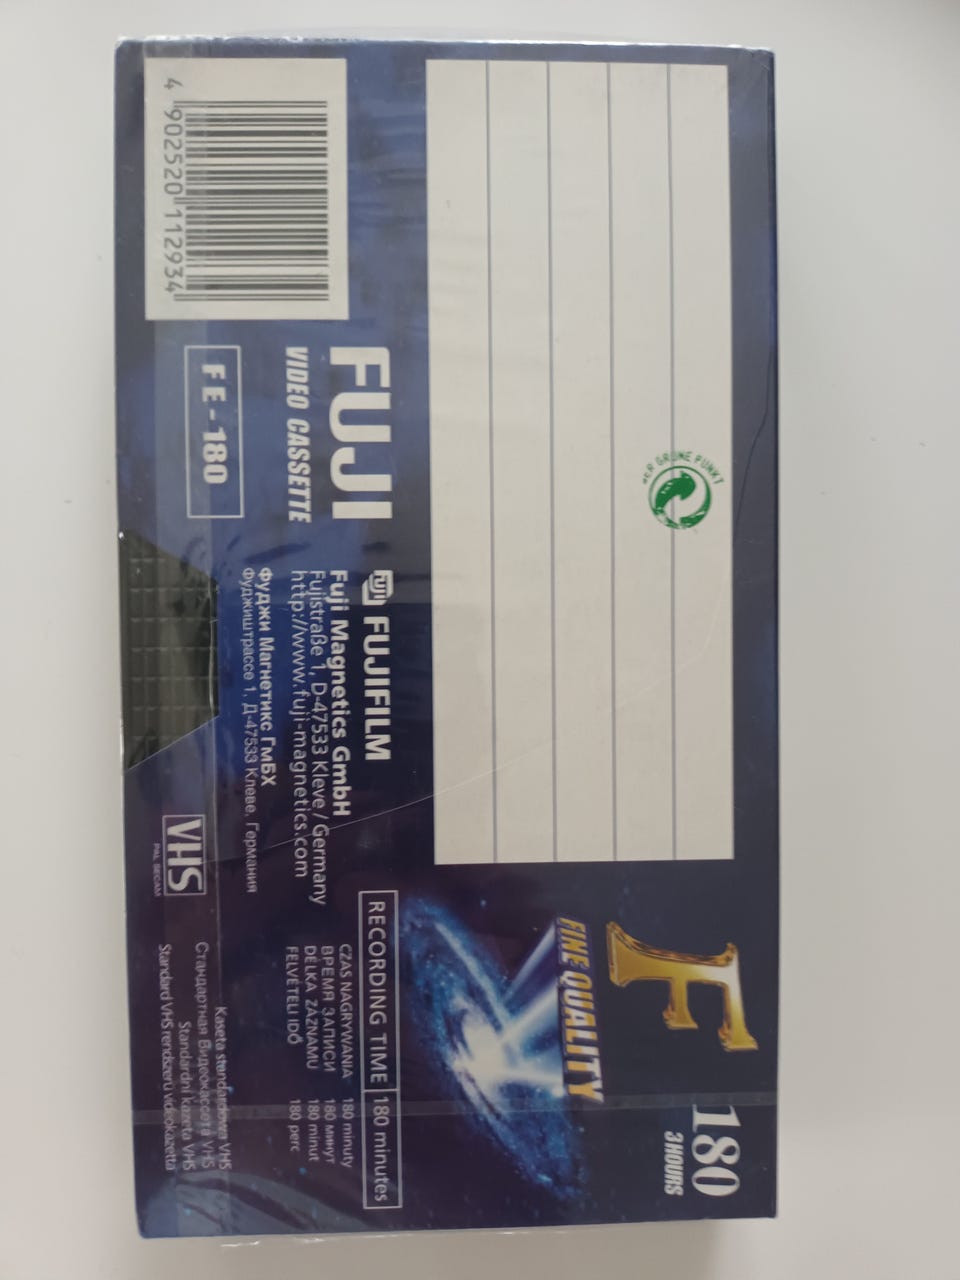 DER GRÜNE PUNKT
F
FINE QUALITY
180
3 HOURS
4 902520 112934
FUJI
VIDEO CASSETTE
FE-180
FUJI FUJIFILM
Fuji Magnetics GmbH
Fujistraße 1, D-47533 Kleve / Germany
http://www.fuji-magnetics.com
Фуджи Магнетикс ГмБХ
Фуджиштрассе 1, Д-47533 Клеве, Германия
VHS
PAL SECAM
RECORDING TIME 180 minutes
CZAS NAGRYWANIA 180 minuty
ВРЕМЯ ЗАПИСИ 180 минут
DÉLKA ZÁZNAMU 180 minut
FELVÉTELI IDŐ 180 perc
Kaseta standardowa VHS
Стандартная Видеокассета VHS
Standardní kazeta VHS
Standard VHS rendszerű videokazetta